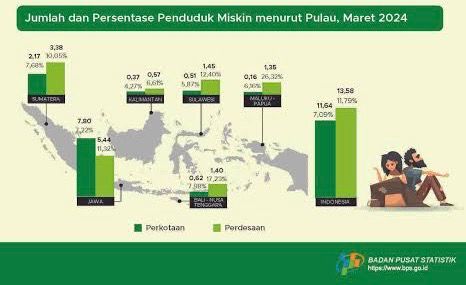 Jumlah dan Persentase Penduduk Miskin menurut Pulau, Maret 2024
2,17
7,68%
3,38
10,05%
SUMATERA
0,37
4,27%
0,57
6,61%
KALIMANTAN
0,51
5,87%
1,45
12,40%
SULAWESI
0,16
6,16%
1,35
26,32%
MALUKU -
PAPUA
11,64
7,09%
13,58
11,79%
INDONESIA
7,80
7,22%
5,44
11,32%
JAWA
0,62
7,98%
1,40
17,23%
BALI - NUSA
TENGGARA
Perkotaan
Perdesaan
BADAN PUSAT STATISTIK
https://www.bps.go.id